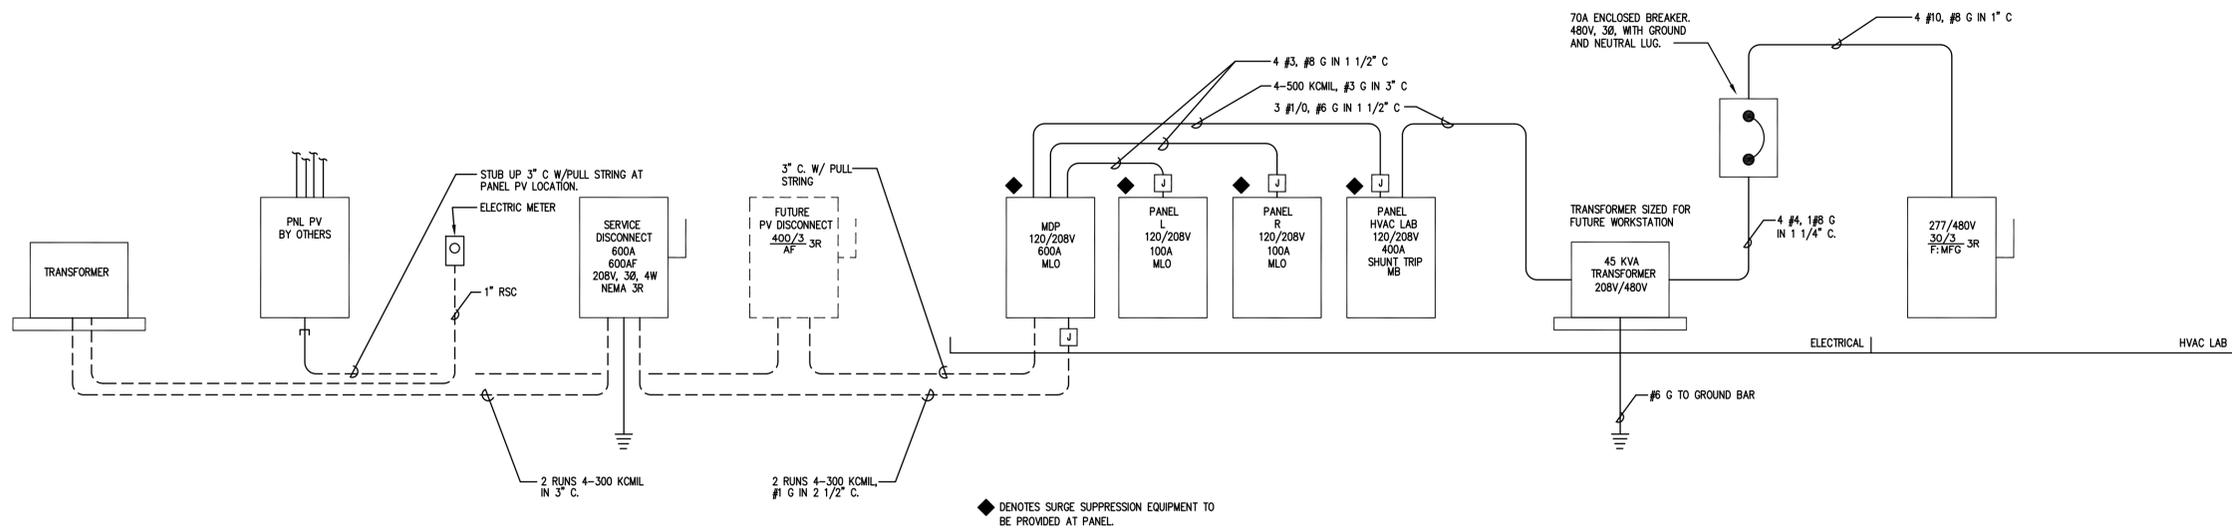 70A ENCLOSED BREAKER.
480V, 3Ø, WITH GROUND
AND NEUTRAL LUG.
4 #10, #8 G IN 1" C
4 #3, #8 G IN 1 1/2" C
4-500 KCMIL, #3 G IN 3" C
3 #1/0, #6 G IN 1 1/2" C
STUB UP 3" C W/PULL STRING AT
PANEL PV LOCATION.
ELECTRIC METER
3" C. W/ PULL
STRING
TRANSFORMER
PNL PV
BY OTHERS
1" RSC
SERVICE
DISCONNECT
600A
600AF
208V, 3Ø, 4W
NEMA 3R
FUTURE
PV DISCONNECT
400/3
AF
3R
MDP
120/208V
600A
MLO
J
J
PANEL
L
120/208V
100A
MLO
J
PANEL
R
120/208V
100A
MLO
J
PANEL
HVAC LAB
120/208V
400A
SHUNT TRIP
MB
TRANSFORMER SIZED FOR
FUTURE WORKSTATION
45 KVA
TRANSFORMER
208V/480V
4 #4, 1#8 G
IN 1 1/4" C.
277/480V
30/3
F:MFG
3R
ELECTRICAL
HVAC LAB
#6 G TO GROUND BAR
2 RUNS 4-300 KCMIL
IN 3" C.
2 RUNS 4-300 KCMIL,
#1 G IN 2 1/2" C.
DENOTES SURGE SUPPRESSION EQUIPMENT TO
BE PROVIDED AT PANEL.